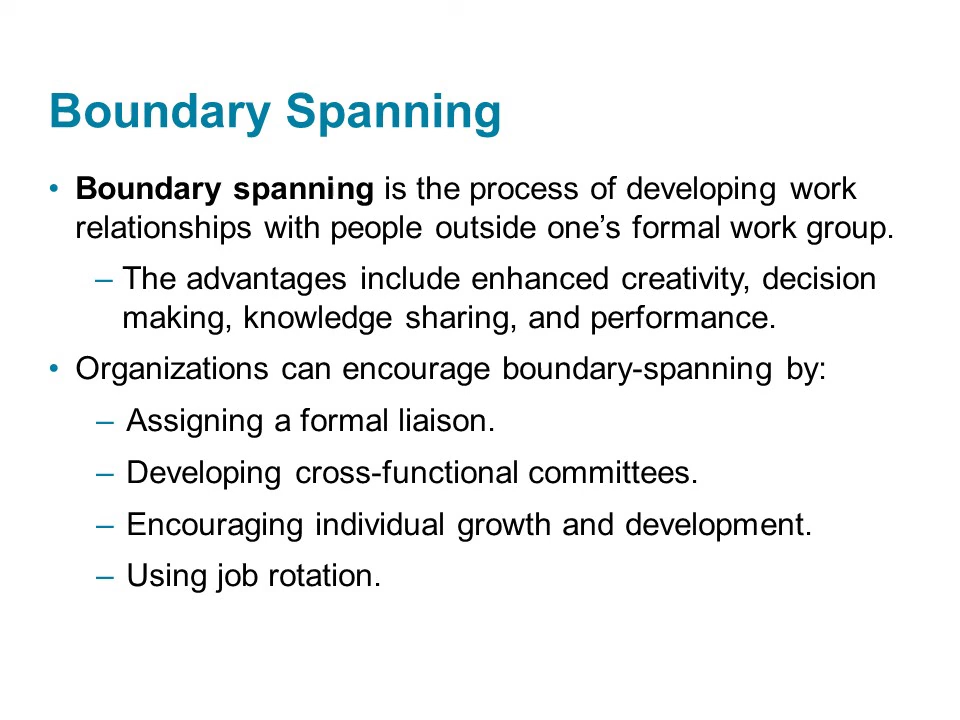 Boundary Spanning
• Boundary spanning is the process of developing work
relationships with people outside one’s formal work group.
– The advantages include enhanced creativity, decision
making, knowledge sharing, and performance.
• Organizations can encourage boundary-spanning by:
– Assigning a formal liaison.
– Developing cross-functional committees.
– Encouraging individual growth and development.
– Using job rotation.